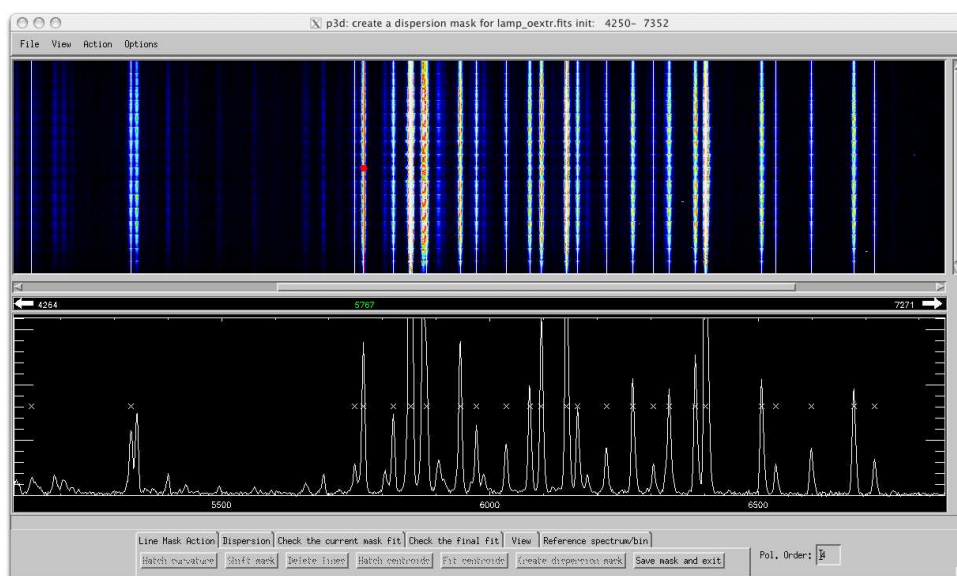 p3d: create a dispersion mask for lamp_oextr.fits init: 4250- 7352
File View Action Options
4264 5767 7271
5500 6000 6500
Line Mask Action Dispersion Check the current mask fit Check the final fit View Reference spectrum/bin
Match curvature Shift mask Delete lines Match centroids Fit centroids Create dispersion mask Save mask and exit Pol. Order: 4